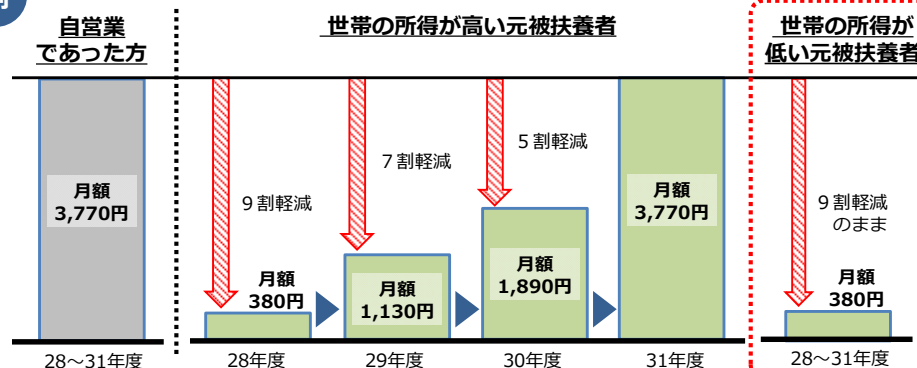 例
自営業
であった方
世帯の所得が高い元被扶養者
世帯の所得が
低い元被扶養者
月額
3,770円
９割軽減
月額
380円
７割軽減
月額
1,130円
５割軽減
月額
1,890円
月額
3,770円
９割軽減
のまま
月額
380円
28～31年度
28年度
29年度
30年度
31年度
28～31年度